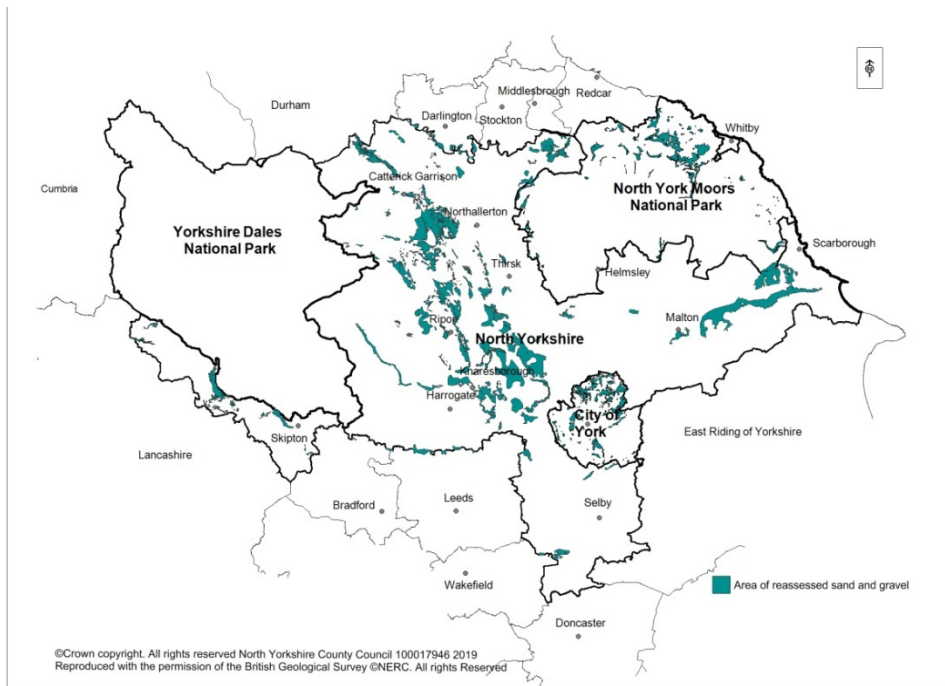 Durham
Middlesbrough
Redcar
Darlington
Stockton
Whitby
Cumbria
Catterick Garrison
North York Moors
National Park
Northallerton
Yorkshire Dales
National Park
Scarborough
Thirsk
Helmsley
Malton
Ripon
North Yorkshire
Knaresborough
Harrogate
City of
York
East Riding of Yorkshire
Skipton
Lancashire
Bradford
Leeds
Selby
Wakefield
Area of reassessed sand and gravel
Doncaster
©Crown copyright. All rights reserved North Yorkshire County Council 100017946 2019
Reproduced with the permission of the British Geological Survey ©NERC. All rights Reserved